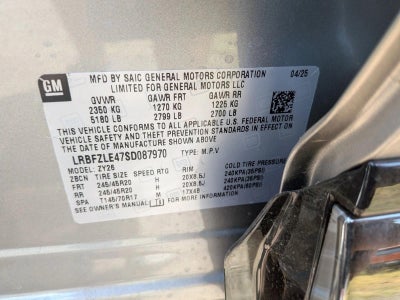 GM
MFD BY SAIC GENERAL MOTORS CORPORATION 04/25
LIMITED FOR GENERAL MOTORS LLC
GVWR GAWR FRT GAWR RR
2350 KG 1270 KG 1225 KG
5180 LB 2799 LB 2700 LB
THIS VEHICLE CONFORMS TO ALL APPLICABLE U.S.
FEDERAL MOTOR VEHICLE SAFETY, BUMPER, AND
THEFT PREVENTION STANDARDS IN EFFECT ON
THE DATE OF MANUFACTURE SHOWN ABOVE.
LRBFZLE47SD087970 TYPE: M.P.V
MODEL: ZY26
ZBCN TIRE SIZE SPEED RTG RIM COLD TIRE PRESSURE
FRT 245/45R20 H 20X8.5J 240KPA(35PSI)
RR 245/45R20 H 20X8.5J 240KPA(35PSI)
SPA T145/70R17 M 17X4B 420KPA(60PSI)
SEE OWNER'S MANUAL FOR MORE INFORMATION